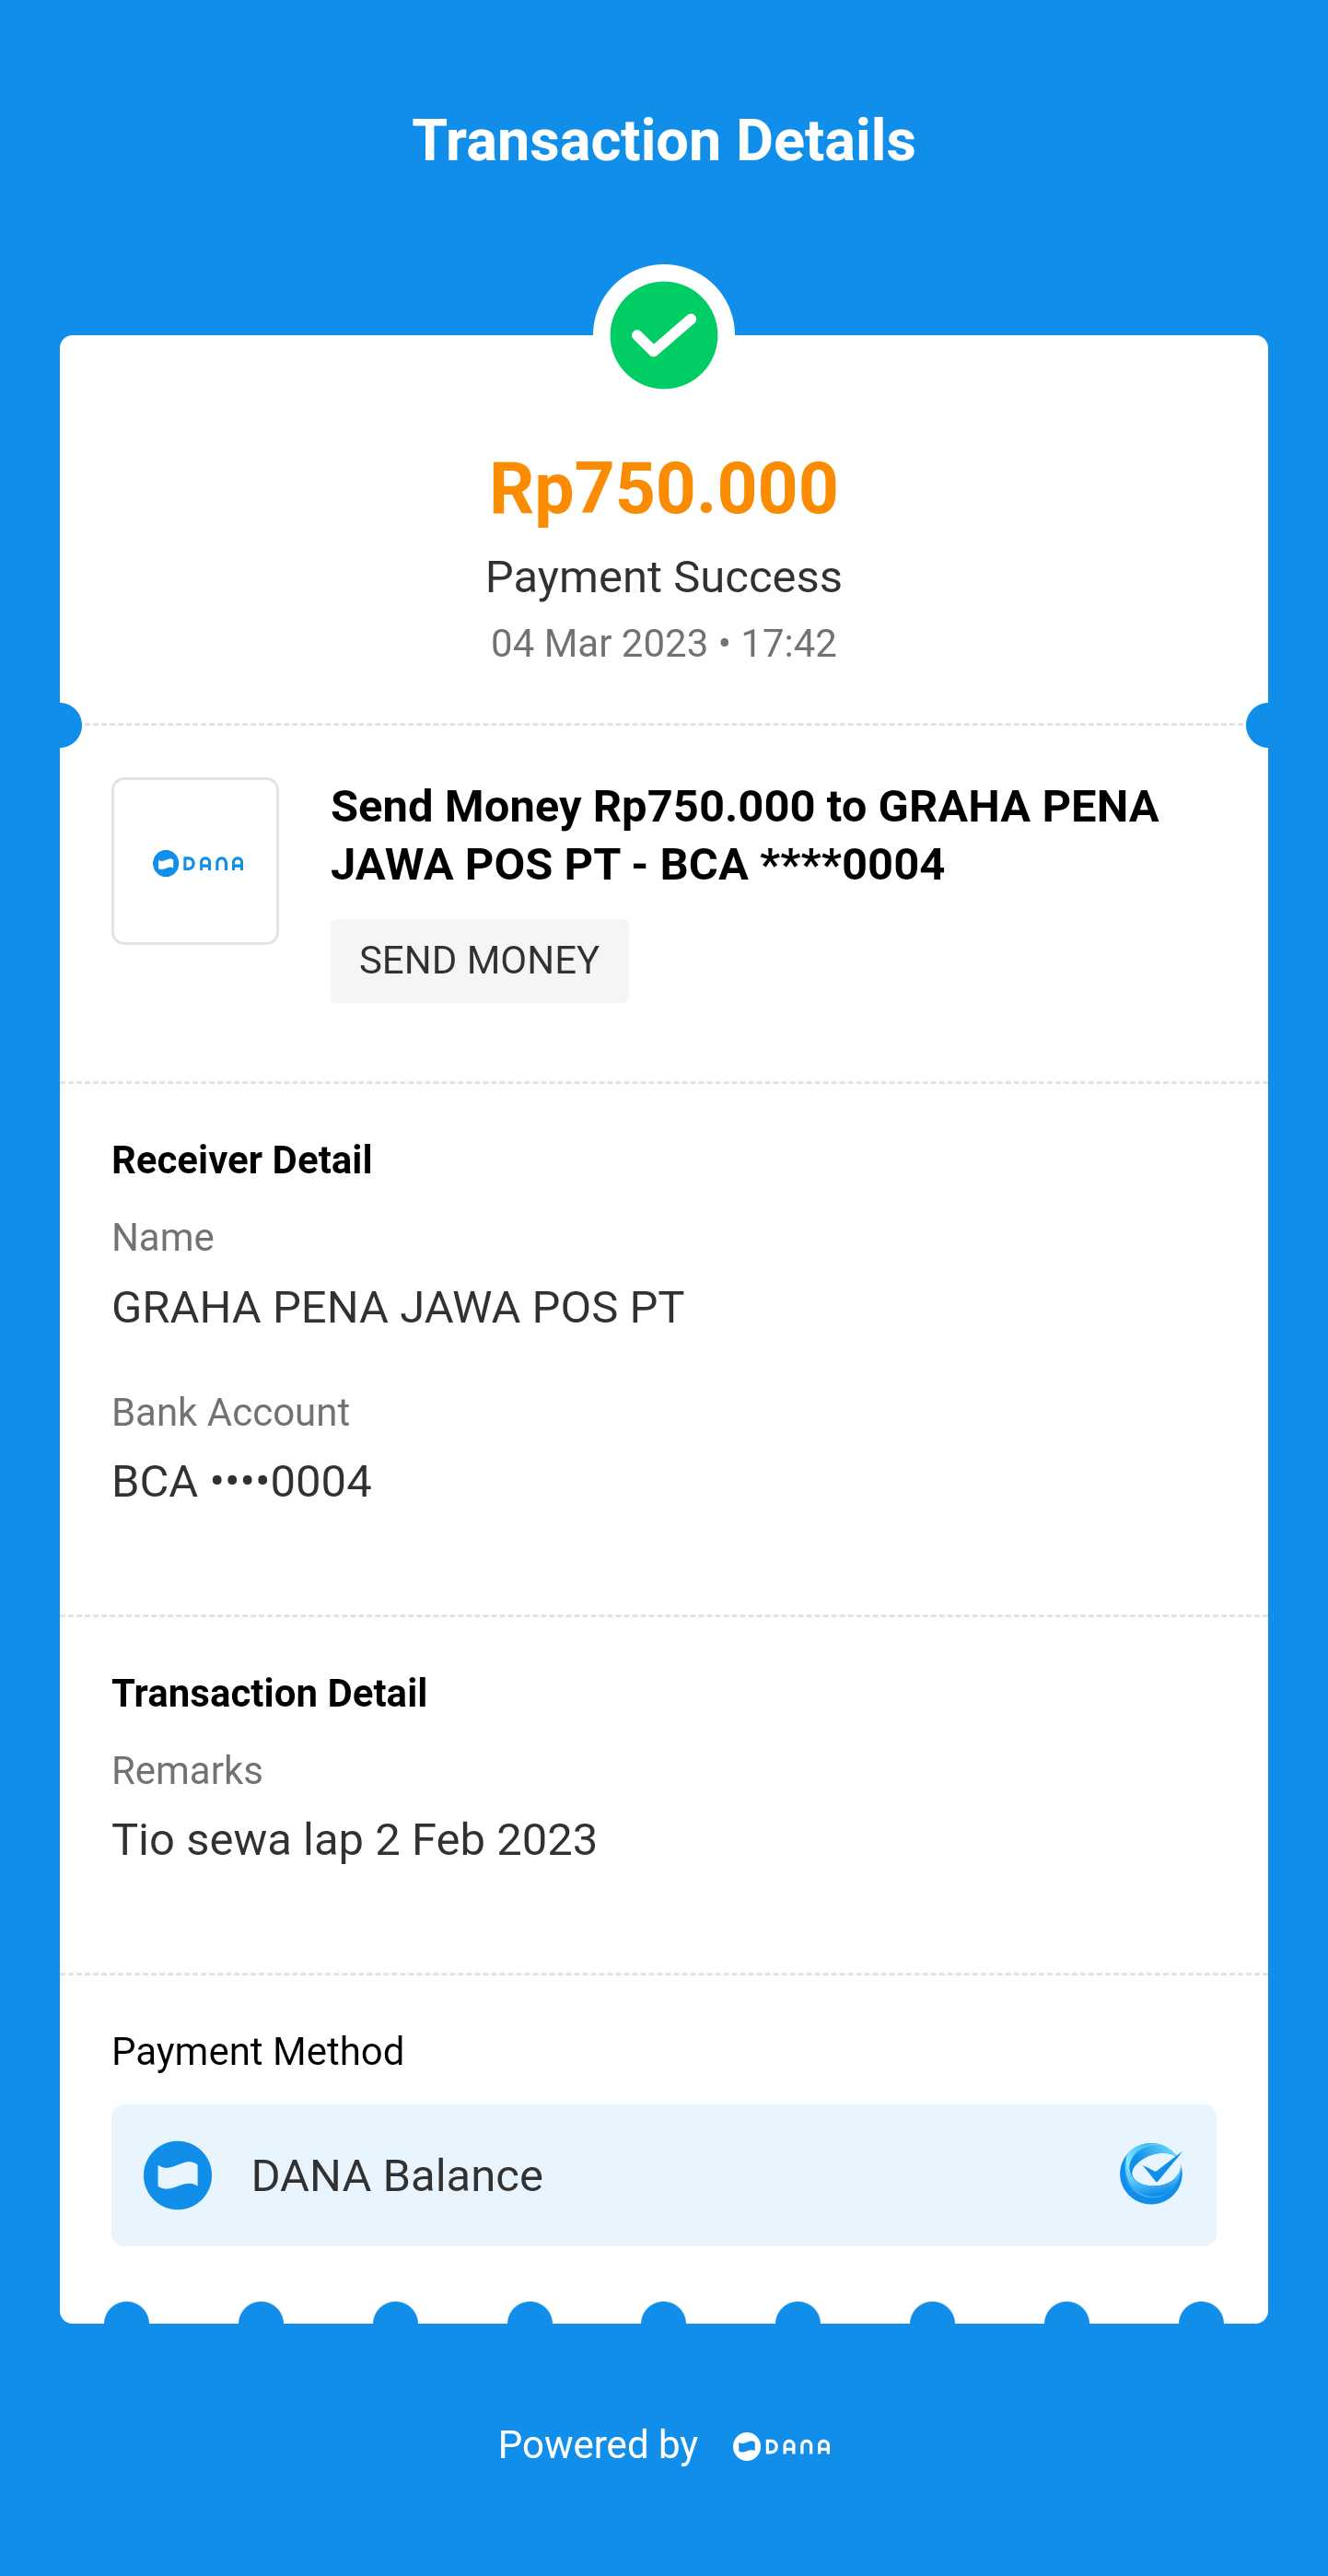 Transaction Details
Rp750.000
Payment Success
04 Mar 2023 • 17:42
DANA
Send Money Rp750.000 to GRAHA PENA
JAWA POS PT - BCA ****0004
SEND MONEY
Receiver Detail
Name
GRAHA PENA JAWA POS PT
Bank Account
BCA ••••0004
Transaction Detail
Remarks
Tio sewa lap 2 Feb 2023
Payment Method
DANA Balance
Powered by DANA